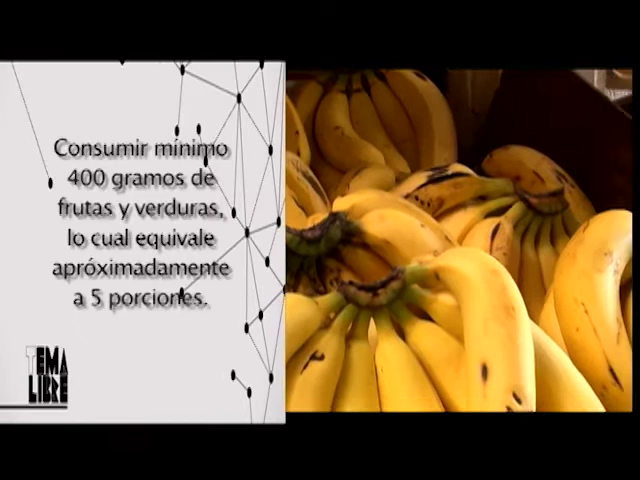 Consumir mínimo
400 gramos de
frutas y verduras,
lo cual equivale
apróximadamente
a 5 porciones.
TEMA
LIBRE